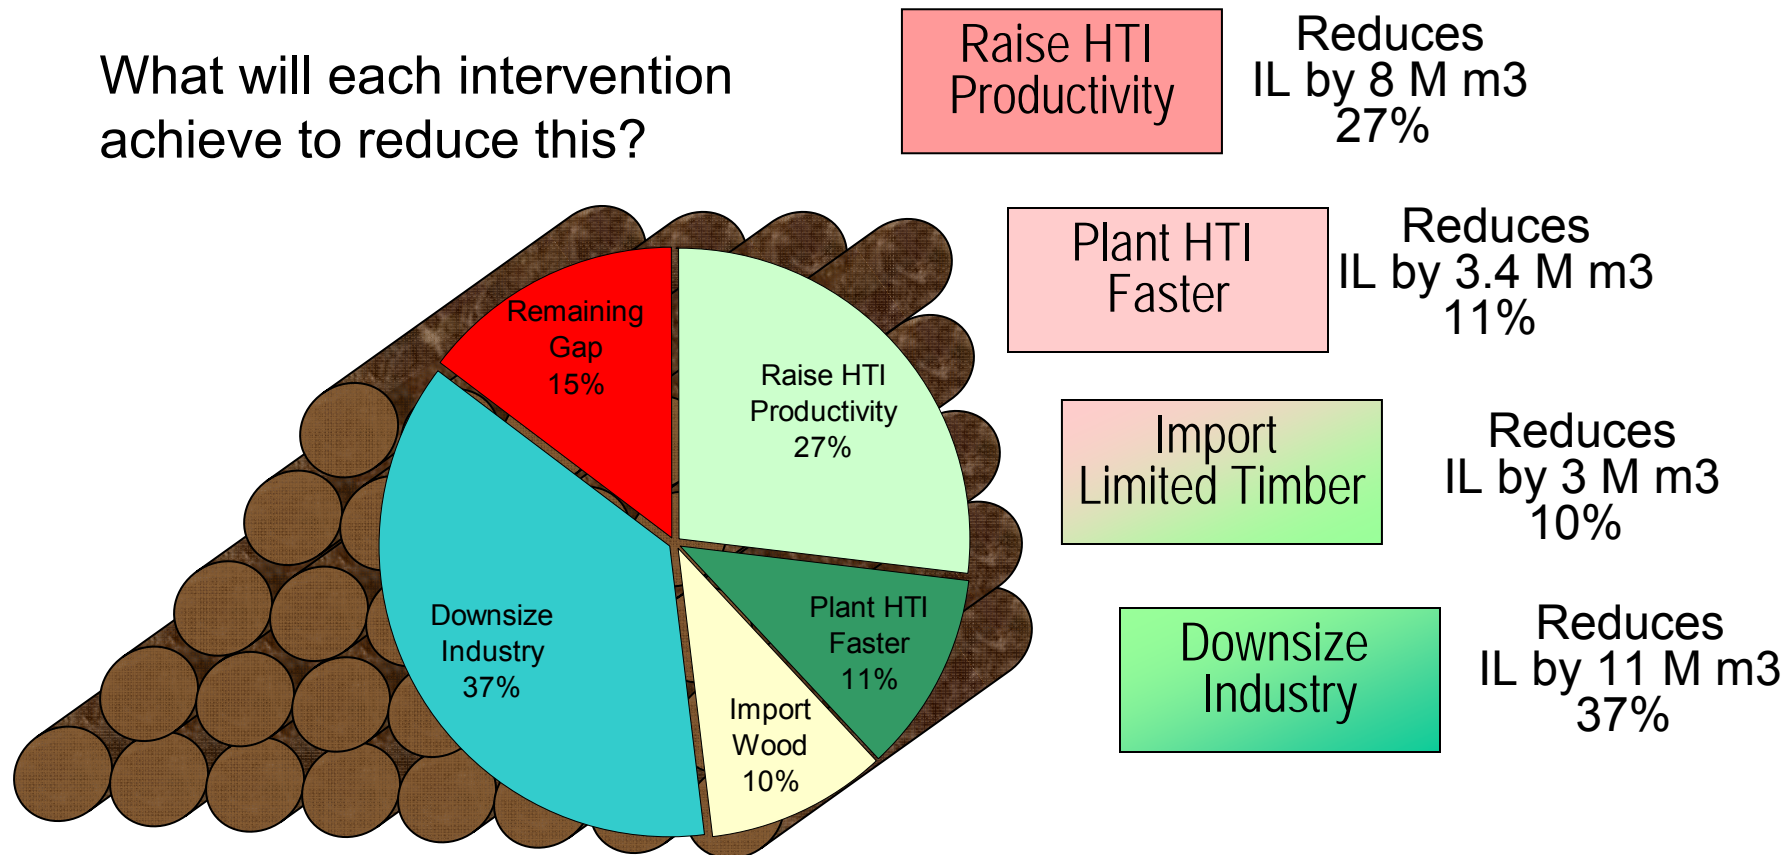 What will each intervention
achieve to reduce this?
Raise HTI
Productivity
Reduces
IL by 8 M m3
27%
Plant HTI
Faster
Reduces
IL by 3.4 M m3
11%
Import
Limited Timber
Reduces
IL by 3 M m3
10%
Downsize
Industry
Reduces
IL by 11 M m3
37%
Remaining
Gap
15%
Raise HTI
Productivity
27%
Plant HTI
Faster
11%
Import
Wood
10%
Downsize
Industry
37%